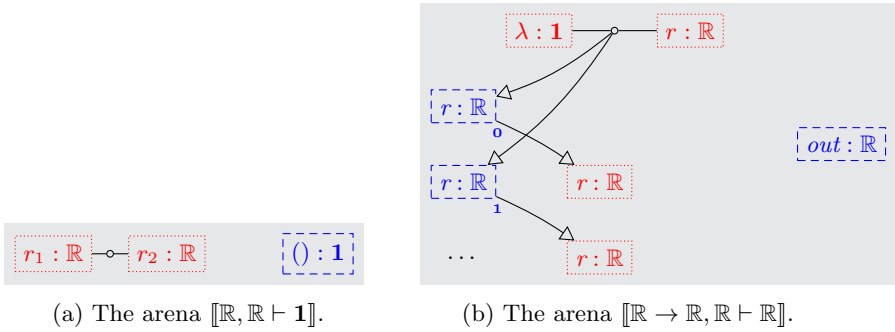 λ : 1 r : ℝ
r : ℝ
0
out : ℝ
r : ℝ r : ℝ
1
r₁ : ℝ r₂ : ℝ () : 1 ... r : ℝ
(a) The arena ⟦ℝ, ℝ ⊢ 1⟧. (b) The arena ⟦ℝ → ℝ, ℝ ⊢ ℝ⟧.